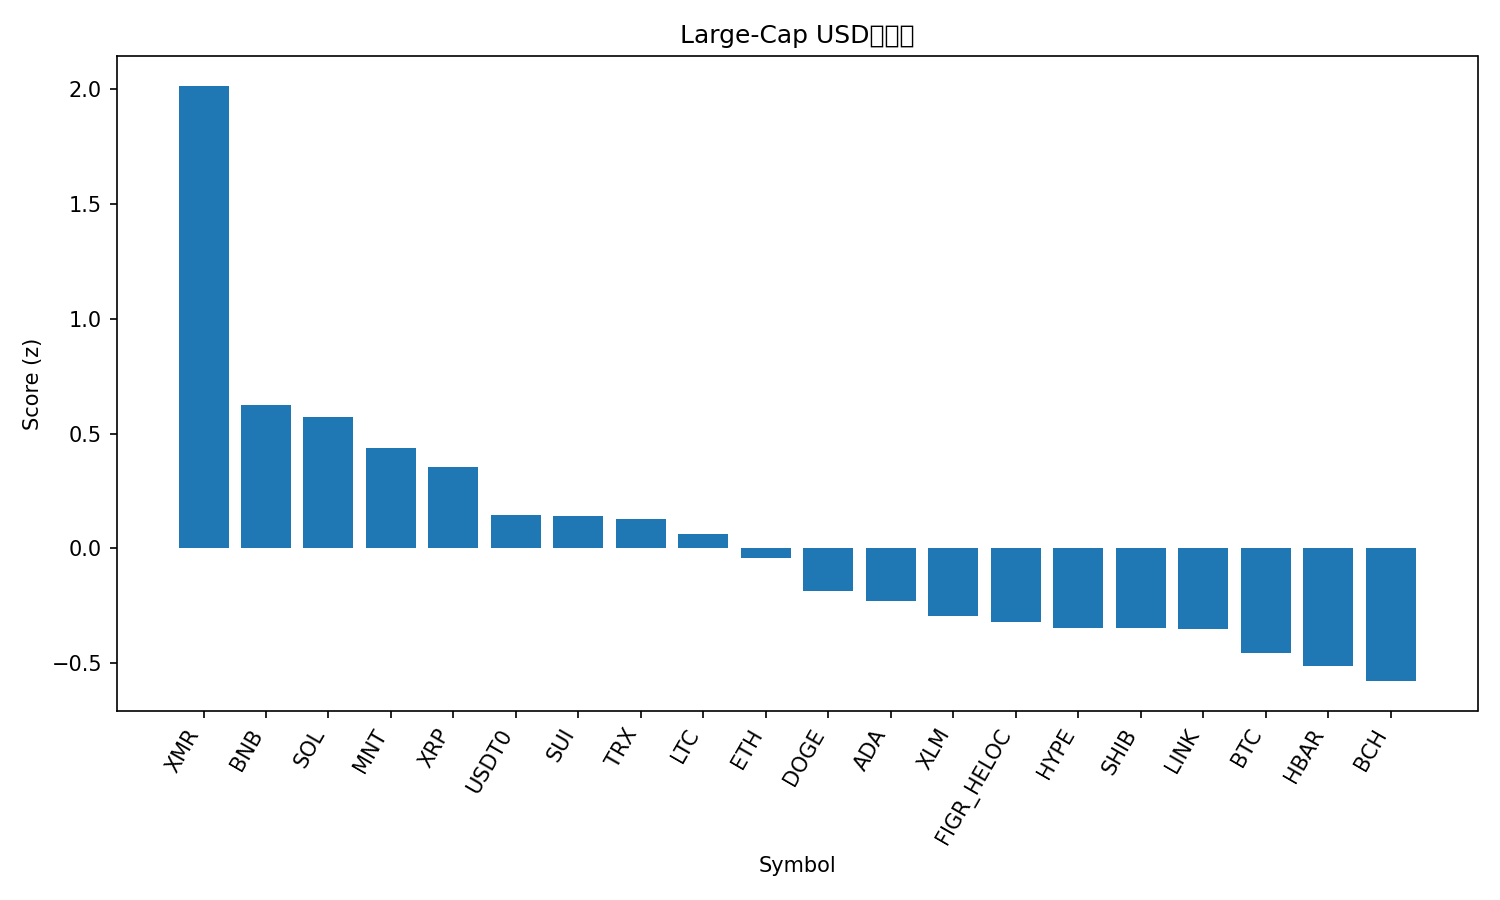 Large-Cap USD
2.0
1.5
1.0
0.5
0.0
−0.5
Score (z)
XMR
BNB
SOL
MNT
XRP
USDT0
SUI
TRX
LTC
ETH
DOGE
ADA
XLM
FIGR_HELOC
HYPE
SHIB
LINK
BTC
HBAR
BCH
Symbol